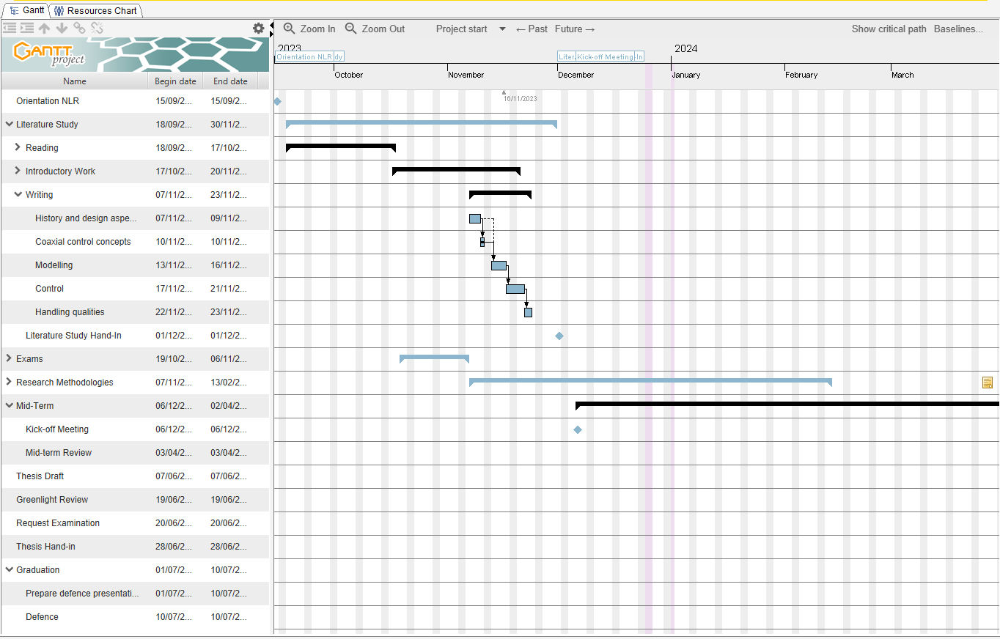 Gantt Resources Chart
Zoom In Zoom Out Project start ← Past Future → Show critical path Baselines...
GANTT project
2023 2024
Orientation NLR dy Liter Kick-off Meeting -In
October November December January February March
Name Begin date End date
16/11/2023
Orientation NLR 15/09/2... 15/09/2...
Literature Study 18/09/2... 30/11/2...
Reading 18/09/2... 17/10/2...
Introductory Work 17/10/2... 20/11/2...
Writing 07/11/2... 23/11/2...
History and design aspe... 07/11/2... 09/11/2...
Coaxial control concepts 10/11/2... 10/11/2...
Modelling 13/11/2... 16/11/2...
Control 17/11/2... 21/11/2...
Handling qualities 22/11/2... 23/11/2...
Literature Study Hand-In 01/12/2... 01/12/2...
Exams 19/10/2... 06/11/2...
Research Methodologies 07/11/2... 13/02/2...
Mid-Term 06/12/2... 02/04/2...
Kick-off Meeting 06/12/2... 06/12/2...
Mid-term Review 03/04/2... 03/04/2...
Thesis Draft 07/06/2... 07/06/2...
Greenlight Review 19/06/2... 19/06/2...
Request Examination 20/06/2... 20/06/2...
Thesis Hand-in 28/06/2... 28/06/2...
Graduation 01/07/2... 10/07/2...
Prepare defence presentati... 01/07/2... 10/07/2...
Defence 10/07/2... 10/07/2...